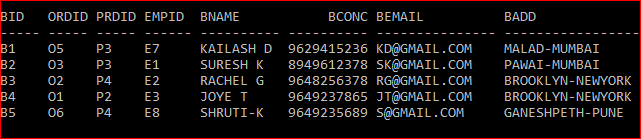 BID   ORDID PRDID EMPID  BNAME           BCONC BEMAIL          BADD
----- ----- ----- ----- ---------- ---------- --------------- --------------------
B1    O5    P3    E7     KAILASH D  9629415236 KD@GMAIL.COM    MALAD-MUMBAI
B2    O3    P3    E1     SURESH K   8949612378 SK@GMAIL.COM    PAWAI-MUMBAI
B3    O2    P4    E2     RACHEL G   9648256378 RG@GMAIL.COM    BROOKLYN-NEWYORK
B4    O1    P2    E3     JOYE T     9649237865 JT@GMAIL.COM    BROOKLYN-NEWYORK
B5    O6    P4    E8     SHRUTI-K   9649235689 S@GMAIL.COM     GANESHPETH-PUNE